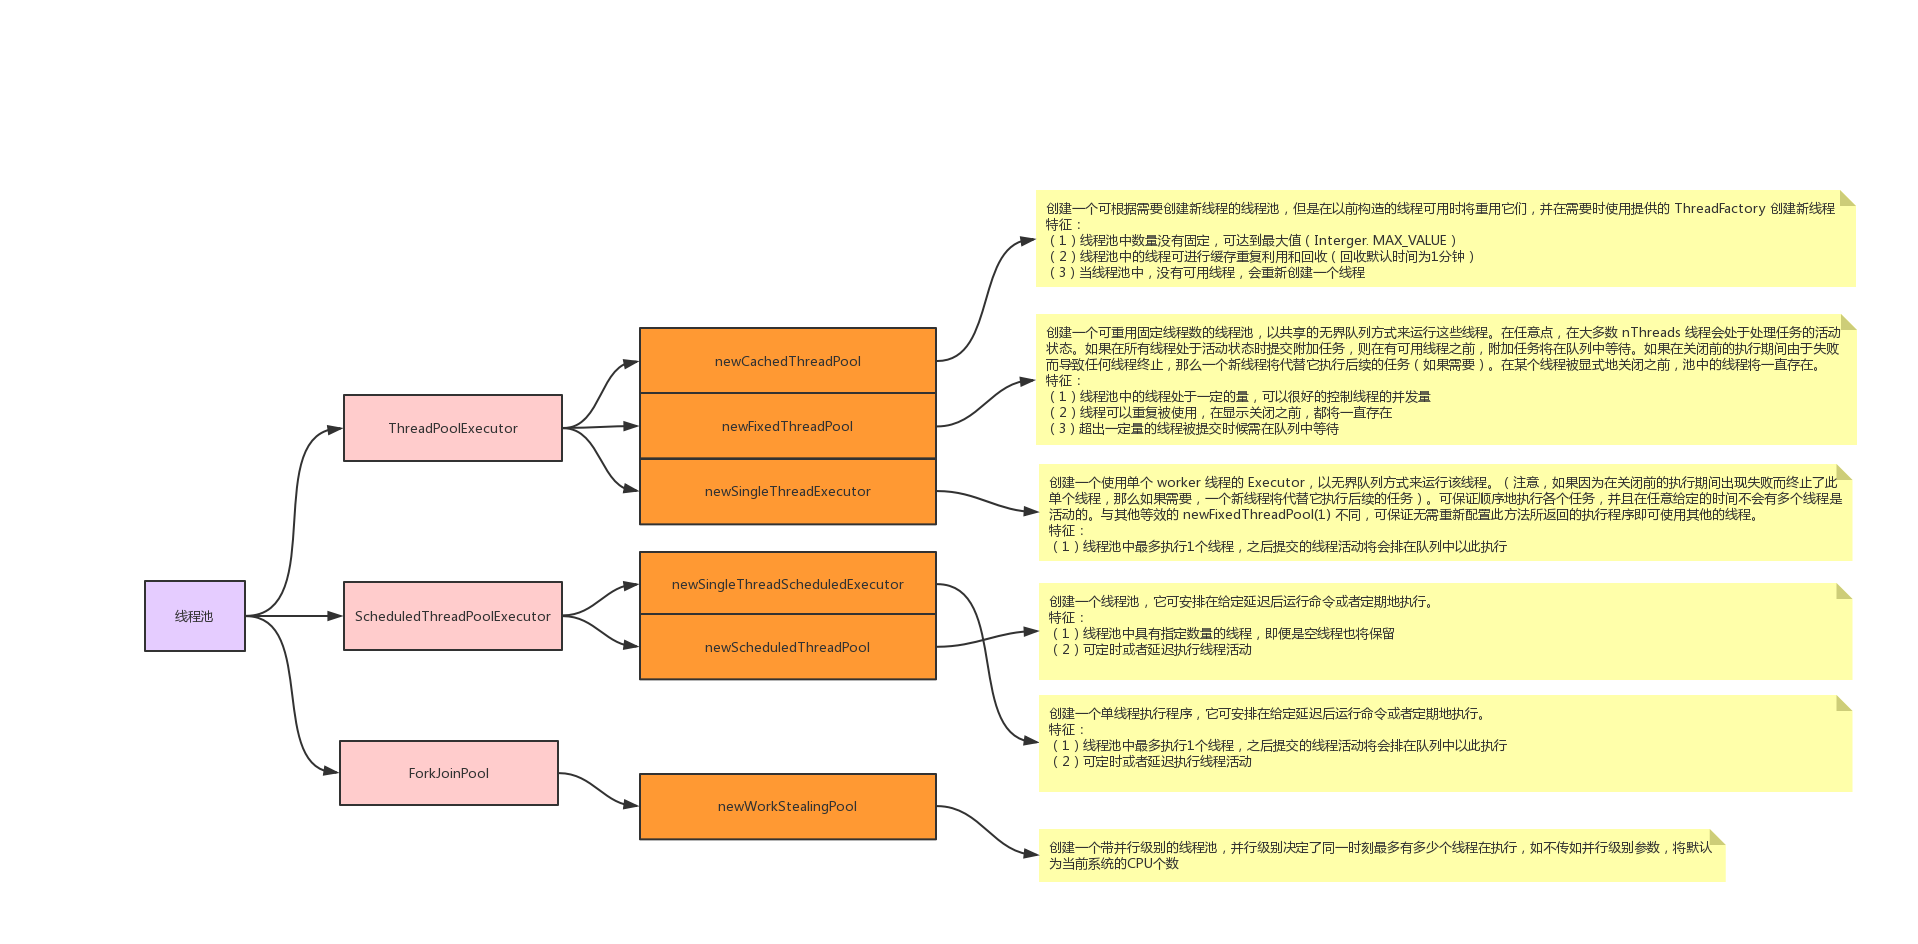 线程池
ThreadPoolExecutor
ScheduledThreadPoolExecutor
ForkJoinPool
newCachedThreadPool
newFixedThreadPool
newSingleThreadExecutor
newSingleThreadScheduledExecutor
newScheduledThreadPool
newWorkStealingPool
创建一个可根据需要创建新线程的线程池，但是在以前构造的线程可用时将重用它们，并在需要时使用提供的 ThreadFactory 创建新线程
特征：
（1）线程池中数量没有固定，可达到最大值（Interger. MAX_VALUE）
（2）线程池中的线程可进行缓存重复利用和回收（回收默认时间为1分钟）
（3）当线程池中，没有可用线程，会重新创建一个线程
创建一个可重用固定线程数的线程池，以共享的无界队列方式来运行这些线程。在任意点，在大多数 nThreads 线程会处于处理任务的活动
状态。如果在所有线程处于活动状态时提交附加任务，则在有可用线程之前，附加任务将在队列中等待。如果在关闭前的执行期间由于失败
而导致任何线程终止，那么一个新线程将代替它执行后续的任务（如果需要）。在某个线程被显式地关闭之前，池中的线程将一直存在。
特征：
（1）线程池中的线程处于一定的量，可以很好的控制线程的并发量
（2）线程可以重复被使用，在显示关闭之前，都将一直存在
（3）超出一定量的线程被提交时候需在队列中等待
创建一个使用单个 worker 线程的 Executor，以无界队列方式来运行该线程。（注意，如果因为在关闭前的执行期间出现失败而终止了此
单个线程，那么如果需要，一个新线程将代替它执行后续的任务）。可保证顺序地执行各个任务，并且在任意给定的时间不会有多个线程是
活动的。与其他等效的 newFixedThreadPool(1) 不同，可保证无需重新配置此方法所返回的执行程序即可使用其他的线程。
特征：
（1）线程池中最多执行1个线程，之后提交的线程活动将会排在队列中以此执行
创建一个线程池，它可安排在给定延迟后运行命令或者定期地执行。
特征：
（1）线程池中具有指定数量的线程，即便是空线程也将保留
（2）可定时或者延迟执行线程活动
创建一个单线程执行程序，它可安排在给定延迟后运行命令或者定期地执行。
特征：
（1）线程池中最多执行1个线程，之后提交的线程活动将会排在队列中以此执行
（2）可定时或者延迟执行线程活动
创建一个带并行级别的线程池，并行级别决定了同一时刻最多有多少个线程在执行，如不传如并行级别参数，将默认
为当前系统的CPU个数